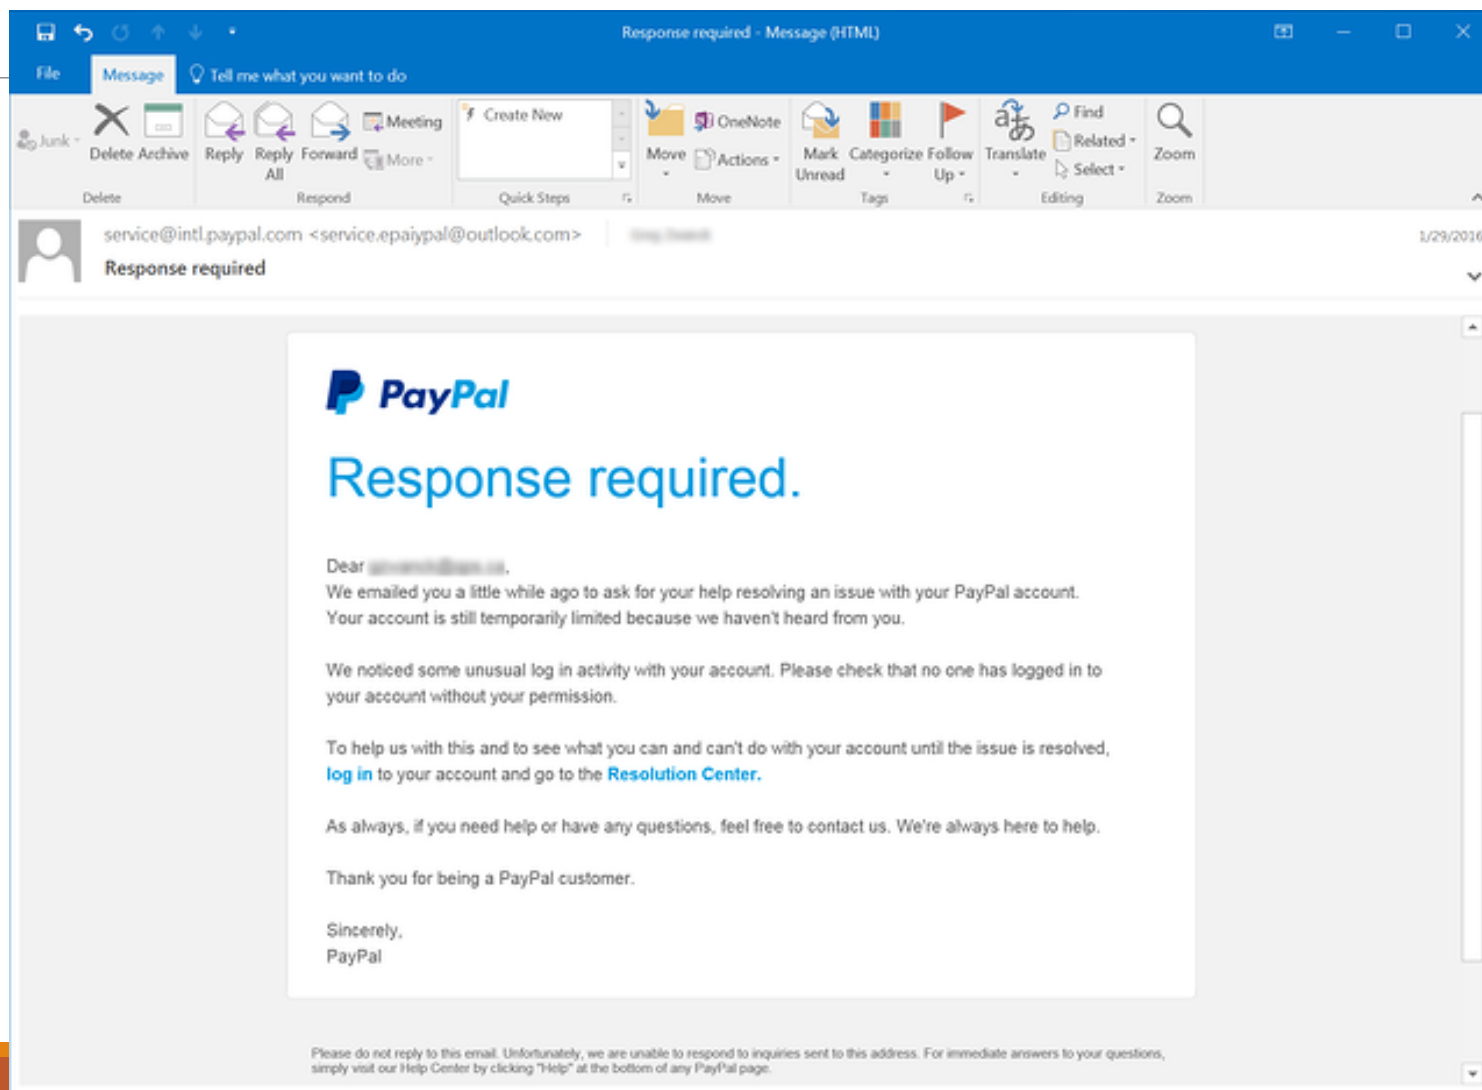 Response required - Message (HTML)
File Message Tell me what you want to do
Junk Delete Archive Reply Reply All Forward Meeting More Create New Move OneNote Actions Mark Unread Categorize Follow Up Translate Find Related Select Zoom
Delete Respond Quick Steps Move Tags Editing Zoom
service@intl.paypal.com <service.epaiypal@outlook.com> 1/29/2016
Response required
PayPal
Response required.
Dear ,
We emailed you a little while ago to ask for your help resolving an issue with your PayPal account.
Your account is still temporarily limited because we haven't heard from you.
We noticed some unusual log in activity with your account. Please check that no one has logged in to
your account without your permission.
To help us with this and to see what you can and can't do with your account until the issue is resolved,
log in to your account and go to the Resolution Center.
As always, if you need help or have any questions, feel free to contact us. We're always here to help.
Thank you for being a PayPal customer.
Sincerely,
PayPal
Please do not reply to this email. Unfortunately, we are unable to respond to inquiries sent to this address. For immediate answers to your questions,
simply visit our Help Center by clicking "Help" at the bottom of any PayPal page.